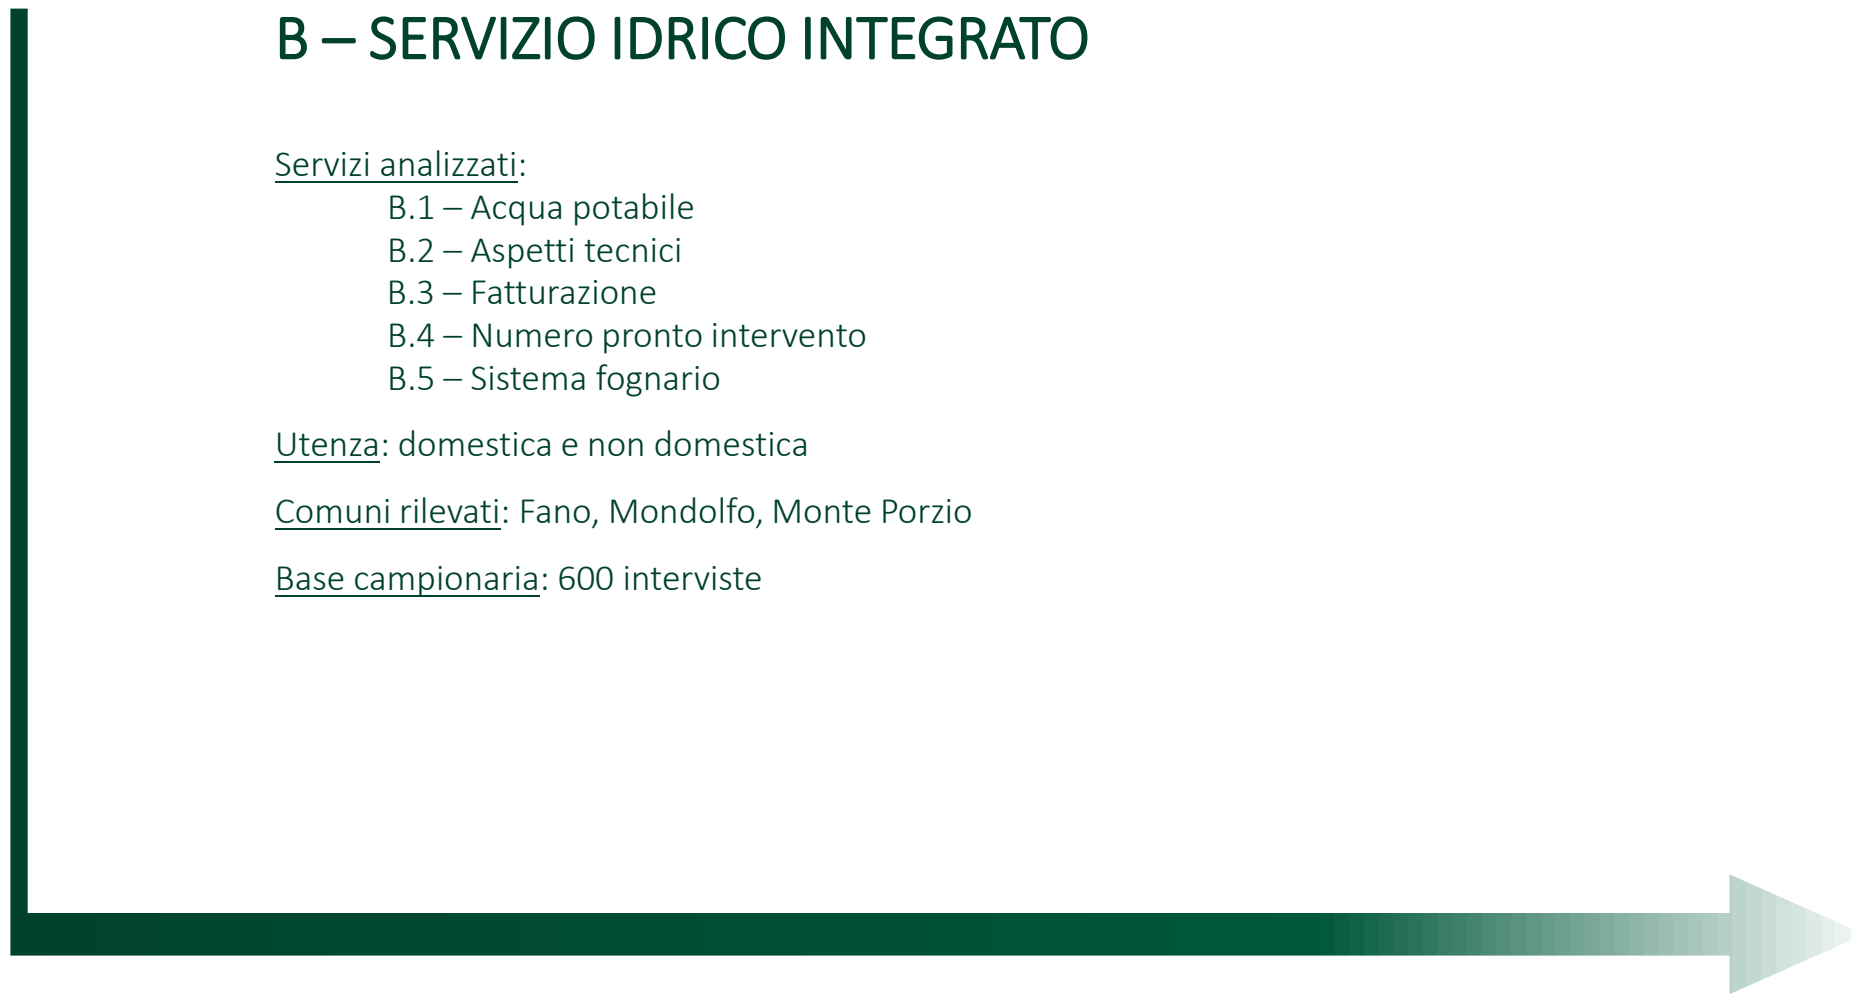 B – SERVIZIO IDRICO INTEGRATO
Servizi analizzati:
B.1 – Acqua potabile
B.2 – Aspetti tecnici
B.3 – Fatturazione
B.4 – Numero pronto intervento
B.5 – Sistema fognario
Utenza: domestica e non domestica
Comuni rilevati: Fano, Mondolfo, Monte Porzio
Base campionaria: 600 interviste